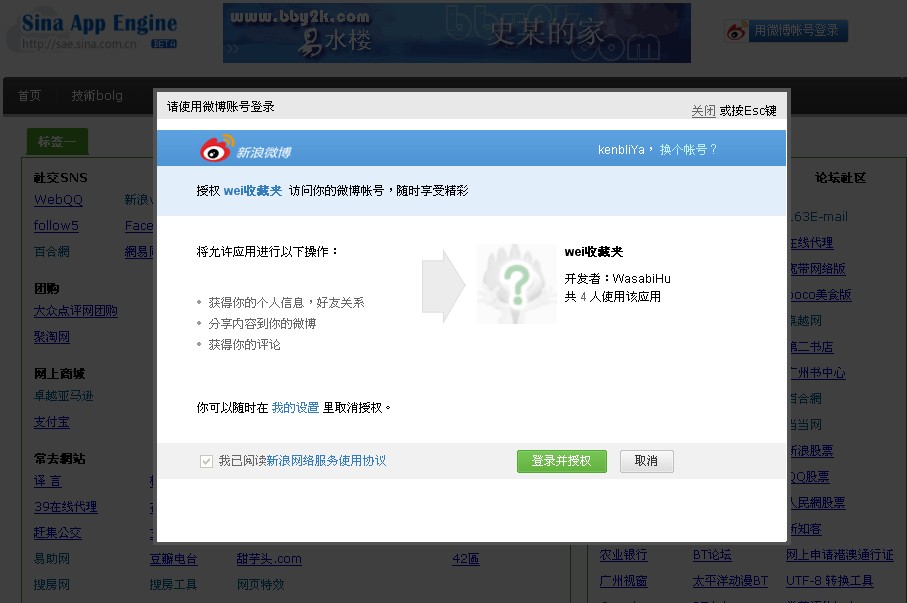 Sina App Engine
http://sae.sina.com.cn BETA
www.bby2k.com
易水楼
史某的家
bby2k
com
用微博帐号登录
首页 技術bolg
请使用微博账号登录
关闭 或按Esc键
新浪微博
kenbliYa， 换个帐号？
授权 wei收藏夹 访问你的微博帐号，随时享受精彩
将允许应用进行以下操作：
获得你的个人信息，好友关系
分享内容到你的微博
获得你的评论
wei收藏夹
开发者：WasabiHu
共 4 人使用该应用
你可以随时在 我的设置 里取消授权。
我已阅读新浪网络服务使用协议
登录并授权 取消
标签一
社交SNS
WebQQ 新浪
follow5 Face
百合網 網易
团购
大众点评网团购
聚淘网
网上商城
卓越亚马逊
支付宝
常去網站
译 言
39在线代理
赶集公交
易助网 豆瓣电台 甜芋头.com 42區
搜房网 搜房工具 网页特效
论坛社区
.63E-mail
在线代理
宽带网络版
poco美食版
卓越网
第二书店
广州书中心
百合網
当当网
新浪股票
QQ股票
人民網股票
新知客
农业银行 BT论坛 网上申请港澳通行证
广州视窗 太平洋动漫BT UTF-8 转换工具